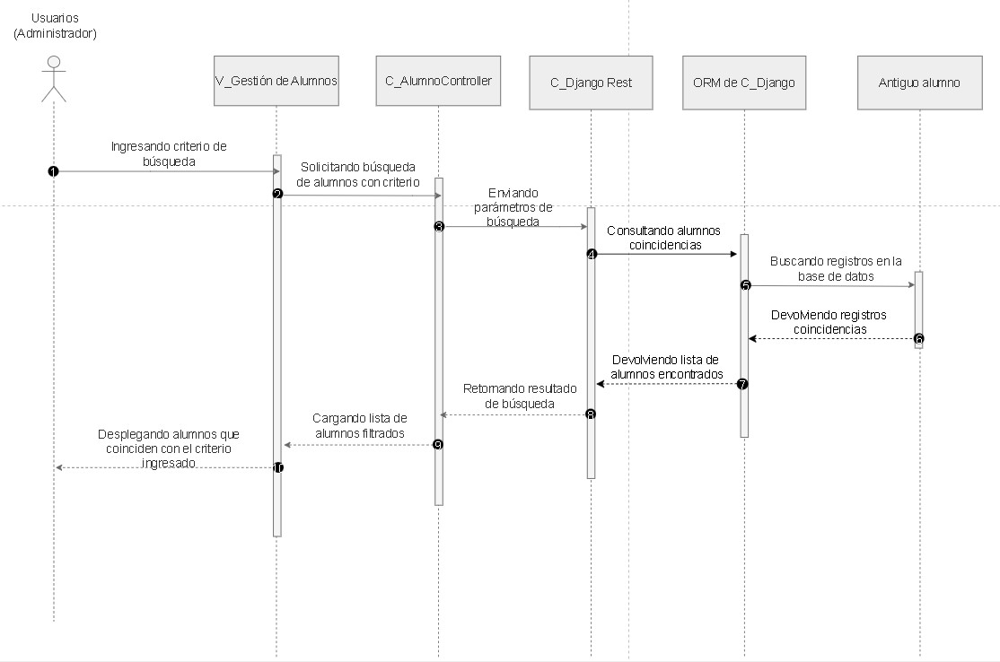 Usuarios
(Administrador)
V_Gestión de Alumnos
C_AlumnoController
C_Django Rest
ORM de C_Django
Antiguo alumno
Ingresando criterio de
búsqueda
1
Solicitando búsqueda
de alumnos con criterio
2
Enviando
parámetros de
búsqueda
3
Consultando alumnos
coincidencias
4
Buscando registros en la
base de datos
5
Devolviendo registros
coincidencias
6
Devolviendo lista de
alumnos encontrados
7
Retornando resultado
de búsqueda
8
Cargando lista de
alumnos filtrados
9
Desplegando alumnos que
coinciden con el criterio
ingresado
10